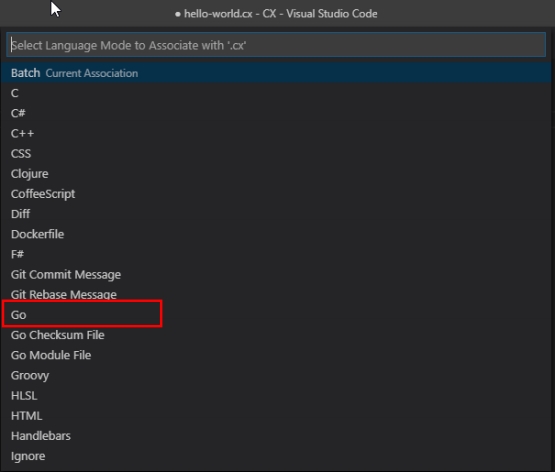 ● hello-world.cx - CX - Visual Studio Code
Select Language Mode to Associate with '.cx'
Batch Current Association
C
C#
C++
CSS
Clojure
CoffeeScript
Diff
Dockerfile
F#
Git Commit Message
Git Rebase Message
Go
Go Checksum File
Go Module File
Groovy
HLSL
HTML
Handlebars
Ignore